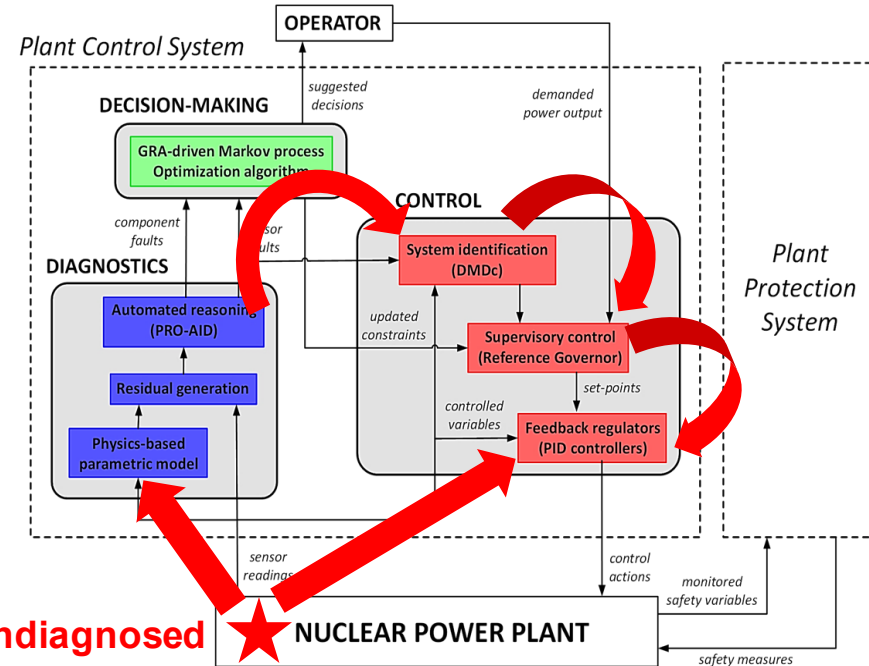 OPERATOR
Plant Control System
suggested
decisions
demanded
power output
DECISION-MAKING
GRA-driven Markov process
Optimization algorithm
CONTROL
component
faults
System identification
(DMDc)
Plant
Protection
System
DIAGNOSTICS
Automated reasoning
(PRO-AID)
updated
constraints
Supervisory control
(Reference Governor)
Residual generation
set-points
controlled
variables
Feedback regulators
(PID controllers)
Physics-based
parametric model
sensor
readings
control
actions
monitored
safety variables
NUCLEAR POWER PLANT
safety measures